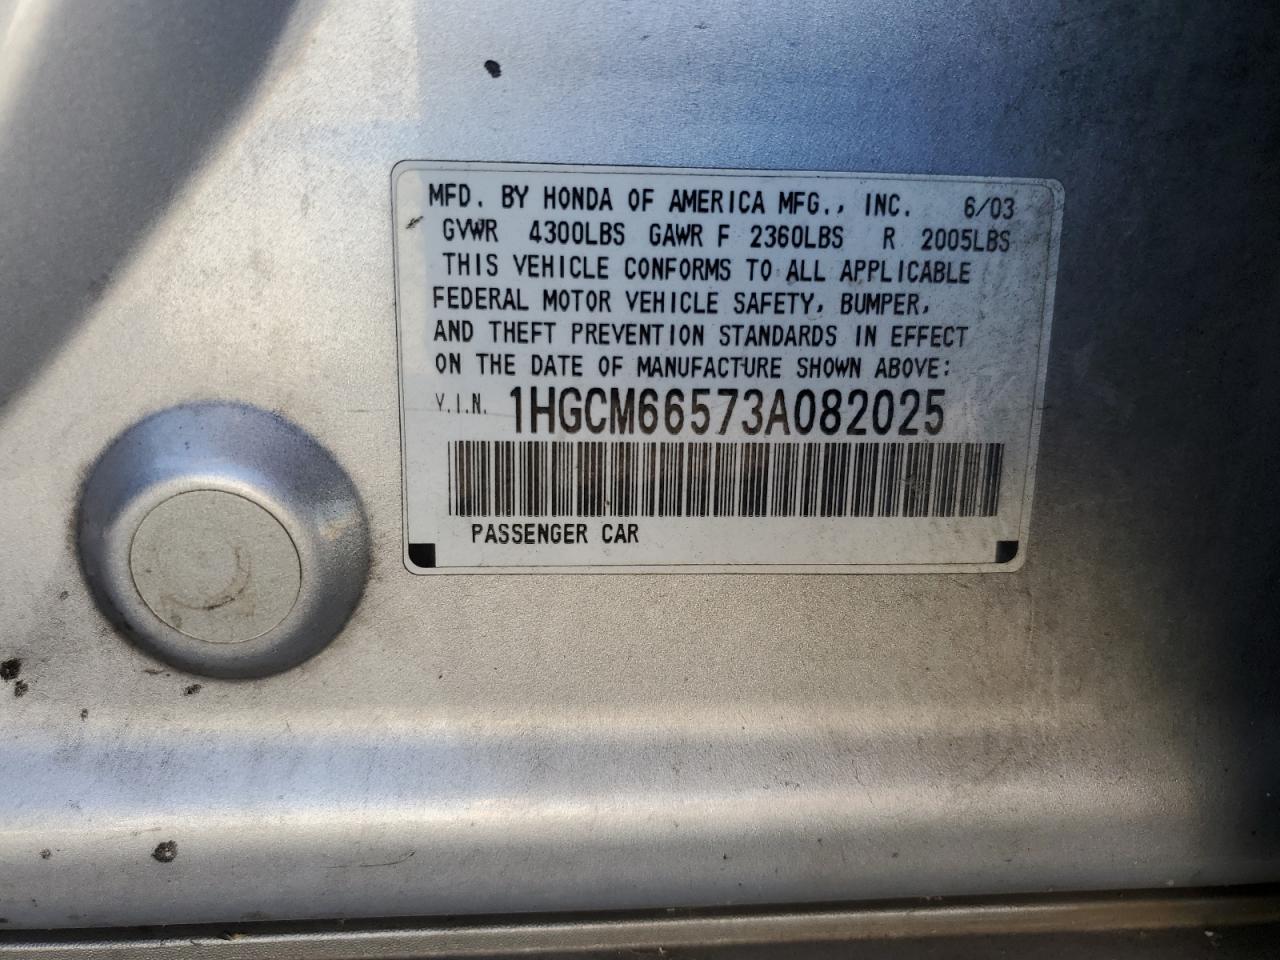 MFD. BY HONDA OF AMERICA MFG., INC. 6/03
GVWR 4300LBS GAWR F 2360LBS R 2005LBS
THIS VEHICLE CONFORMS TO ALL APPLICABLE
FEDERAL MOTOR VEHICLE SAFETY, BUMPER,
AND THEFT PREVENTION STANDARDS IN EFFECT
ON THE DATE OF MANUFACTURE SHOWN ABOVE:
V.I.N. 1HGCM66573A082025
PASSENGER CAR